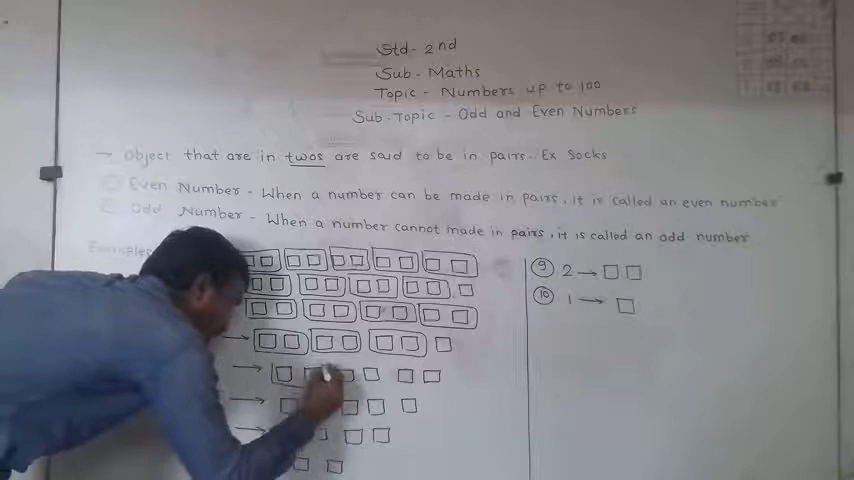 Std - 2nd
Sub - Maths
Topic - Numbers up to 100
Sub-Topic - Odd and Even Numbers
→ Object that are in twos are said to be in pairs. Ex Socks
Even Number - When a number can be made in pairs, it is called an even number
Odd Number - When a number cannot made in pairs, it is called an odd number
Examples
→
→
→
→
⑨ 2 →
⑩ 1 →